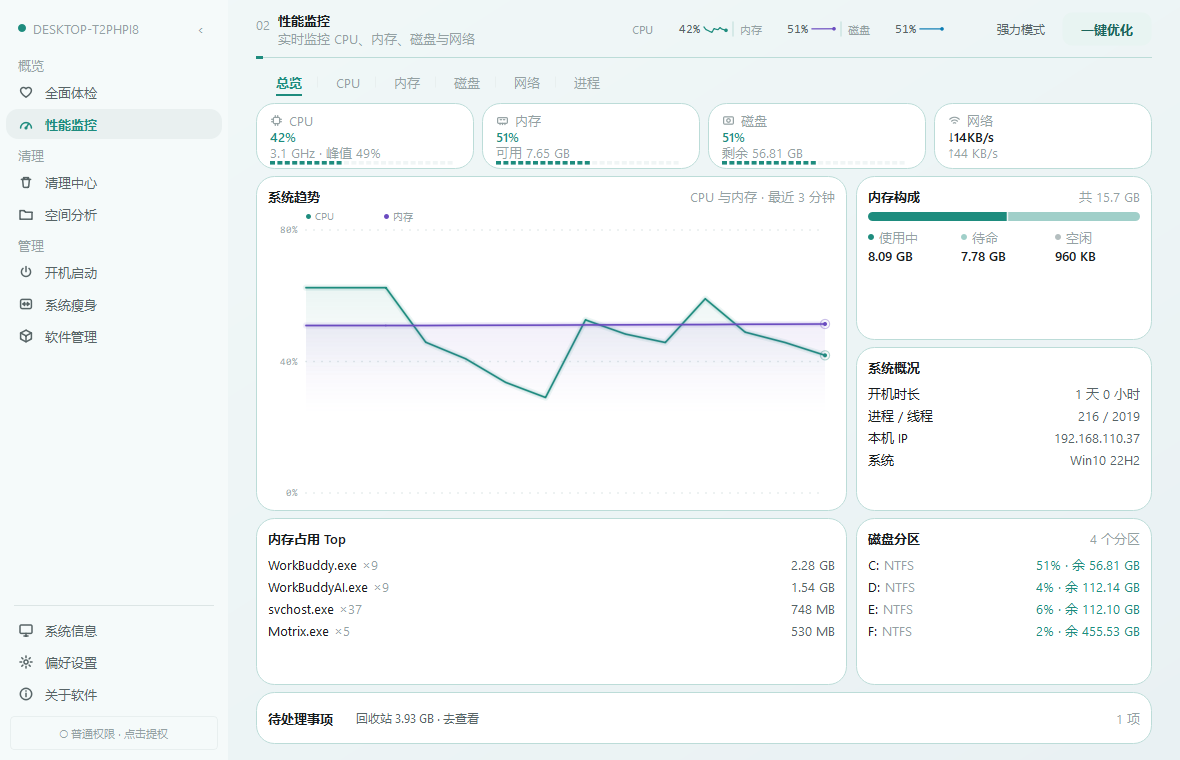 DESKTOP-T2PHPI8
概览
全面体检
性能监控
清理
清理中心
空间分析
管理
开机启动
系统瘦身
软件管理
系统信息
偏好设置
关于软件
普通权限 · 点击提权
02 性能监控
实时监控 CPU、内存、磁盘与网络
CPU 42% 内存 51% 磁盘 51%
强力模式
一键优化
总览 CPU 内存 磁盘 网络 进程
CPU
42%
3.1 GHz · 峰值 49%
内存
51%
可用 7.65 GB
磁盘
51%
剩余 56.81 GB
网络
↓14KB/s
↑44 KB/s
系统趋势 CPU 与内存 · 最近 3 分钟
CPU 内存
80%
40%
0%
内存构成 共 15.7 GB
使用中 待命 空闲
8.09 GB 7.78 GB 960 KB
系统概况
开机时长 1 天 0 小时
进程 / 线程 216 / 2019
本机 IP 192.168.110.37
系统 Win10 22H2
内存占用 Top
WorkBuddy.exe ×9 2.28 GB
WorkBuddyAI.exe ×9 1.54 GB
svchost.exe ×37 748 MB
Motrix.exe ×5 530 MB
磁盘分区 4 个分区
C: NTFS 51% · 余 56.81 GB
D: NTFS 4% · 余 112.14 GB
E: NTFS 6% · 余 112.10 GB
F: NTFS 2% · 余 455.53 GB
待处理事项 回收站 3.93 GB · 去查看 1 项